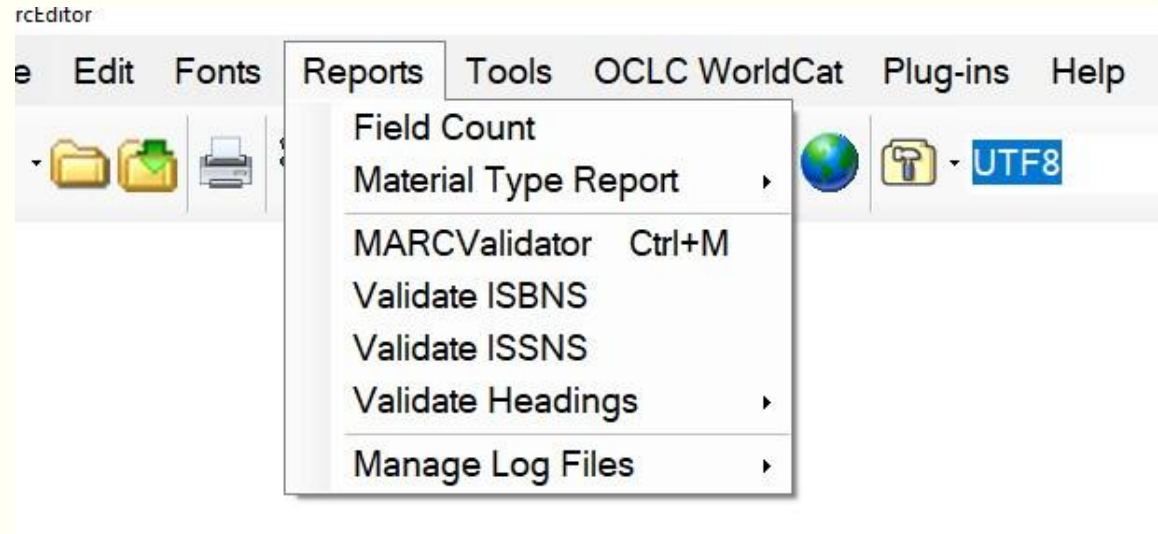 rcEditor
e Edit Fonts Reports Tools OCLC WorldCat Plug-ins Help
UTF8
Field Count
Material Type Report
MARCValidator Ctrl+M
Validate ISBNS
Validate ISSNS
Validate Headings
Manage Log Files